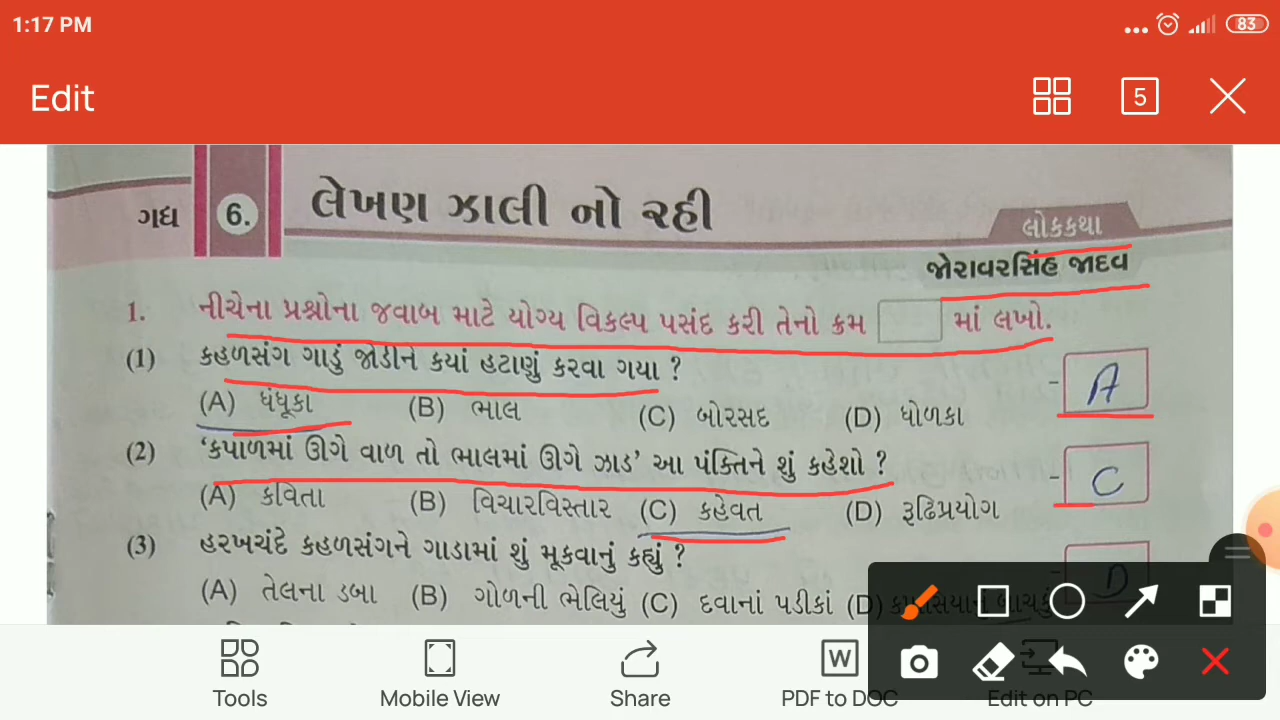 1:17 PM
83
Edit
5
ગદ્ય 6. લેખણ ઝાલી નો રહી
લોકકથા
જોરાવરસિંહ જાદવ
1. નીચેના પ્રશ્નોના જવાબ માટે યોગ્ય વિકલ્પ પસંદ કરી તેનો ક્રમ માં લખો.
(1) કહળસંગ ગાડું જોડીને કયાં હટાણું કરવા ગયા ? - A
(A) ધંધૂકા (B) ભાલ (C) બોરસદ (D) ધોળકા
(2) 'કપાળમાં ઊગે વાળ તો ભાલમાં ઊગે ઝાડ' આ પંક્તિને શું કહેશો ? - C
(A) કવિતા (B) વિચારવિસ્તાર (C) કહેવત (D) રૂઢિપ્રયોગ
(3) હરખચંદે કહળસંગને ગાડામાં શું મૂકવાનું કહ્યું ? - D
(A) તેલના ડબા (B) ગોળની ભેલિયું (C) દવાનાં પડીકાં (D)
Tools
Mobile View
Share
PDF to DOC
Edit on PC